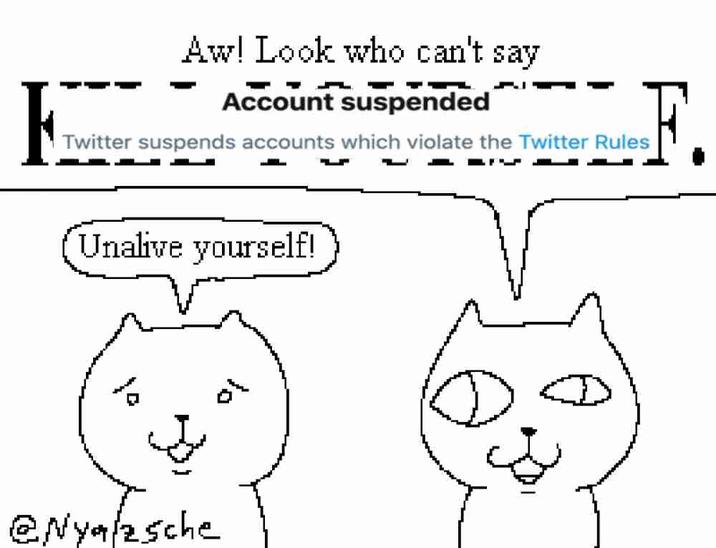 Aw! Look who can't say
Account suspended
Twitter suspends accounts which violate the Twitter Rules
Unalive yourself!
@Nyatzsche